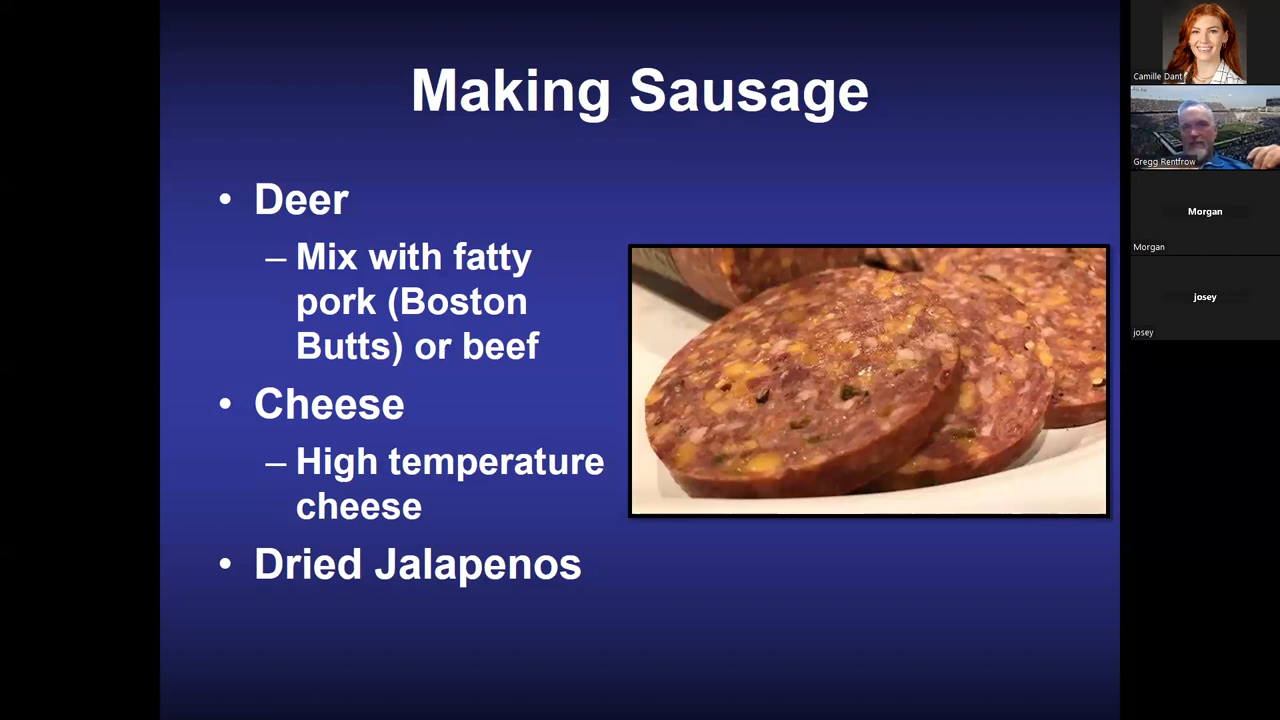 Making Sausage
• Deer
– Mix with fatty
pork (Boston
Butts) or beef
• Cheese
– High temperature
cheese
• Dried Jalapenos
Camille Dant
Gregg Rentfrow
Morgan
Morgan
josey
josey